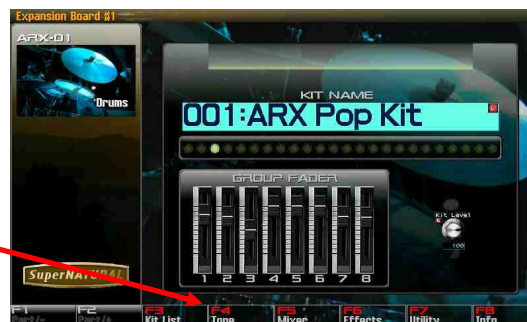 Expansion Board #1
ARX-01
Drums
KIT NAME
001:ARX Pop Kit
GROUP FADER
1 2 3 4 5 6 7 8
Kit Level
100
SuperNATURAL
F1 F2 F3 F4 F5 F6 F7 F8
Part/- Part/+ Kit List Tone Mixer Effects Utility Info